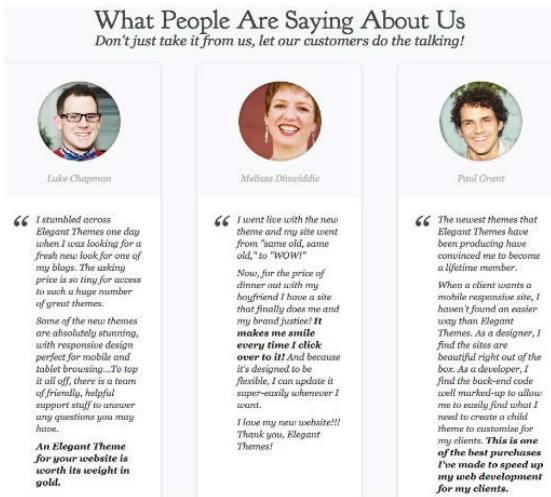 What People Are Saying About Us
Don't just take it from us, let our customers do the talking!
Luke Chapman
“ I stumbled across
Elegant Themes one day
when I was looking for a
fresh new look for one of
my blogs. The asking
price is so tiny for access
to such a huge number
of great themes.
Some of the new themes
are absolutely stunning,
with responsive design
perfect for mobile and
tablet browsing...To top
it all off, there is a team
of friendly, helpful
support stuff to answer
any questions you may
have.
An Elegant Theme
for your website is
worth its weight in
gold.
Melissa Dinwiddie
“ I went live with the new
theme and my site went
from "same old, same
old," to "WOW!"
Now, for the price of
dinner out with my
boyfriend I have a site
that finally does me and
my brand justice! It
makes me smile
every time I click
over to it! And because
it's designed to be
flexible, I can update it
super-easily whenever I
want.
I love my new website!!!
Thank you, Elegant
Themes!
Paul Grant
“ The newest themes that
Elegant Themes have
been producing have
convinced me to become
a lifetime member.
When a client wants a
mobile responsive site, I
haven't found an easier
way than Elegant
Themes. As a designer, I
find the sites are
beautiful right out of the
box. As a developer, I
find the back-end code
well marked-up to allow
me to easily find what I
need to create a child
theme to customize for
my clients. This is one
of the best purchases
I've made to speed up
my web development
for my clients.